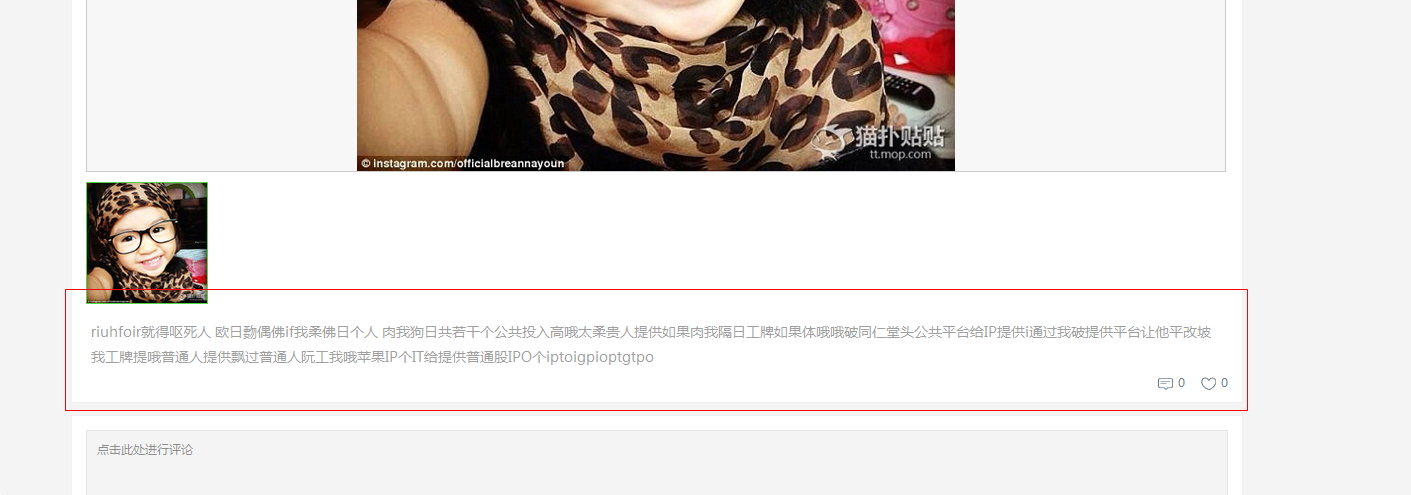 猫扑贴贴
tt.mop.com
© instagram.com/officialbreannayoun
riuhfoir就得呕死人 欧日勠偶佛if我柔佛日个人 肉我狗日共若干个公共投入高哦太柔贵人提供如果肉我隔日工牌如果体哦哦破同仁堂头公共平台给IP提供i通过我破提供平台让他平改坡
我工牌提哦普通人提供飘过普通人阮工我哦苹果IP个IT给提供普通股IPO个iptoigpioptgtpo
0 0
点击此处进行评论